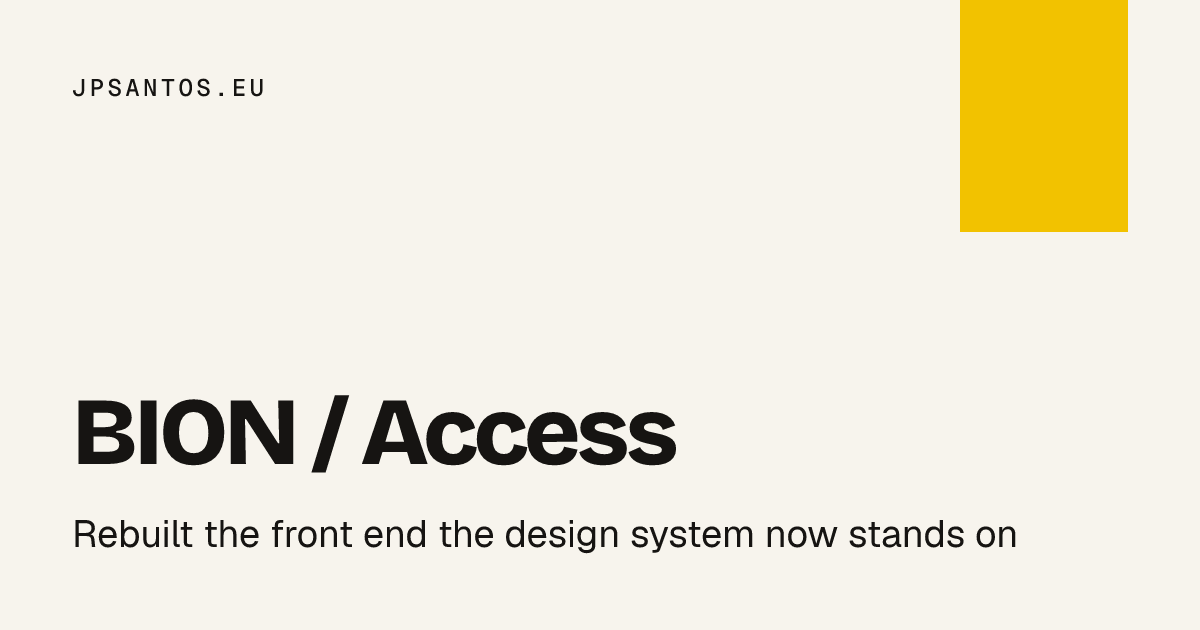 JPSANTOS.EU
BION / Access
Rebuilt the front end the design system now stands on